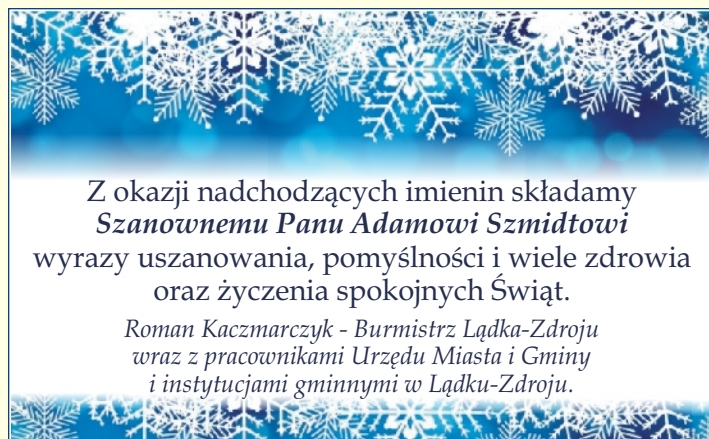 Z okazji nadchodzących imienin składamy
Szanownemu Panu Adamowi Szmidtowi
wyrazy uszanowania, pomyślności i wiele zdrowia
oraz życzenia spokojnych Świąt.
Roman Kaczmarczyk - Burmistrz Lądka-Zdroju
wraz z pracownikami Urzędu Miasta i Gminy
i instytucjami gminnymi w Lądku-Zdroju.